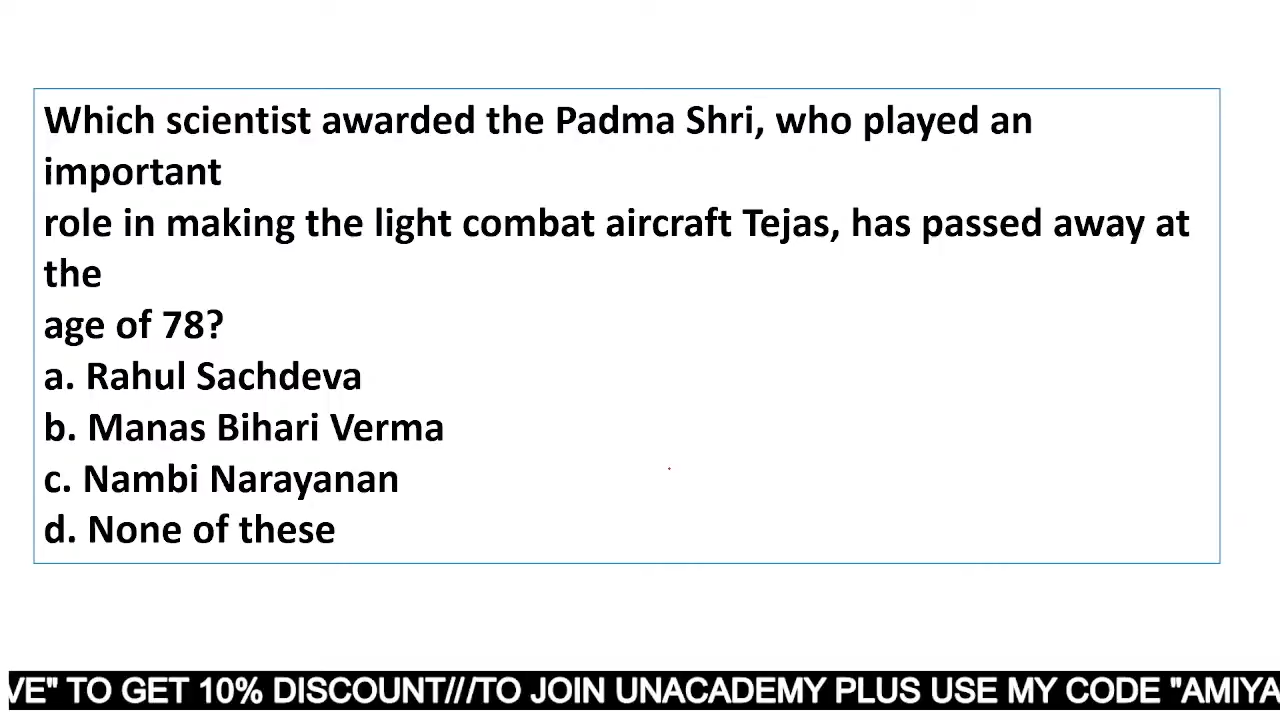 Which scientist awarded the Padma Shri, who played an
important
role in making the light combat aircraft Tejas, has passed away at
the
age of 78?
a. Rahul Sachdeva
b. Manas Bihari Verma
c. Nambi Narayanan
d. None of these
VE" TO GET 10% DISCOUNT///TO JOIN UNACADEMY PLUS USE MY CODE "AMIYA